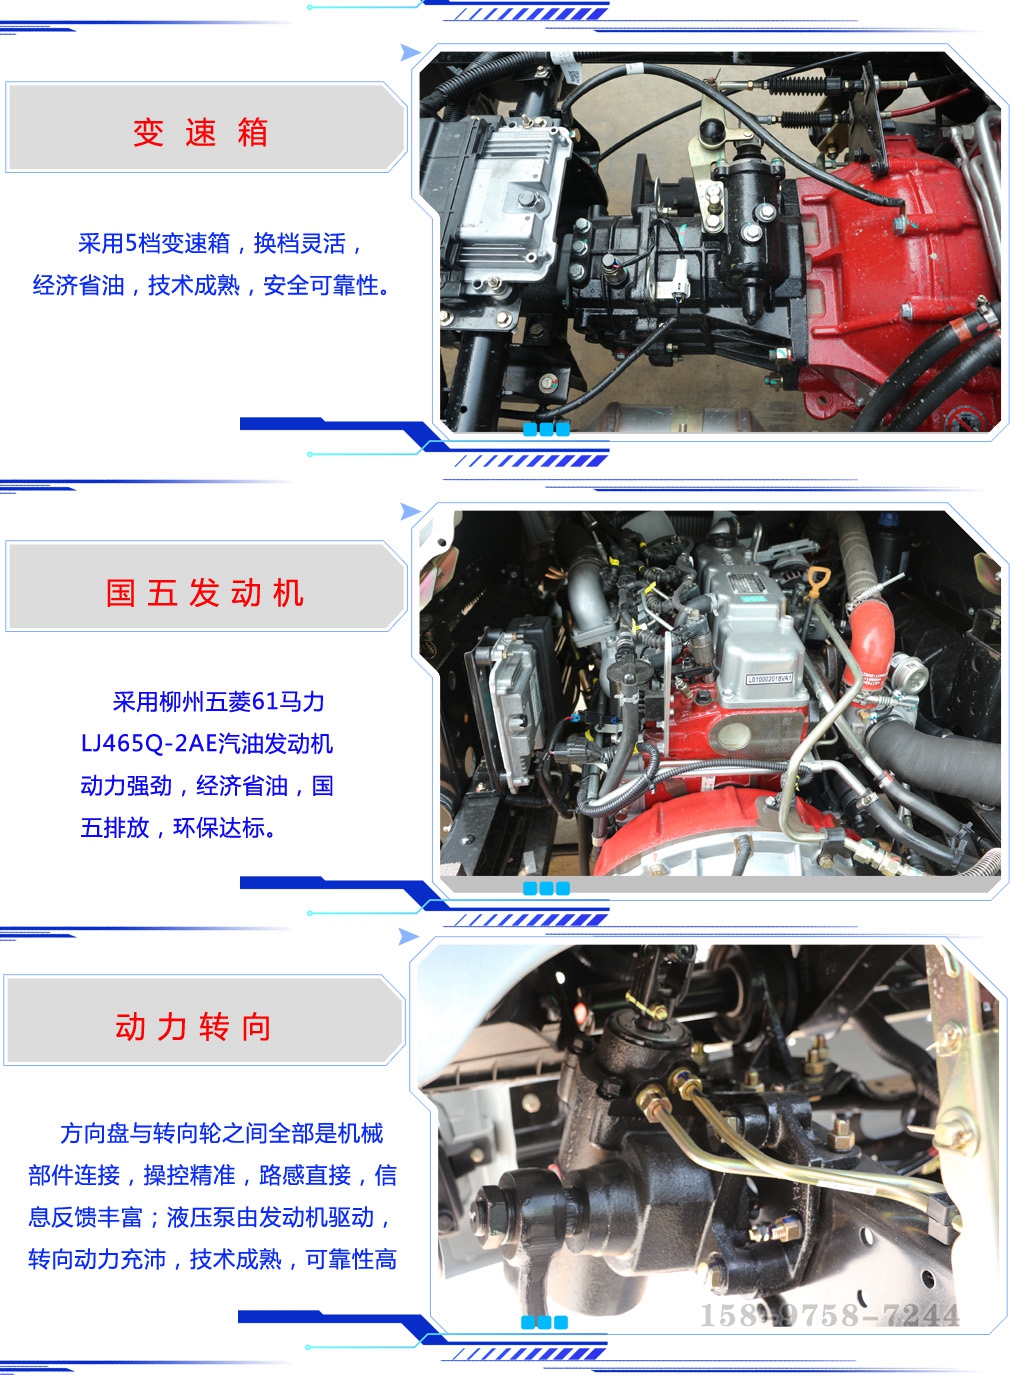 变速箱
采用5档变速箱，换档灵活，
经济省油，技术成熟，安全可靠性。
国五发动机
采用柳州五菱61马力
LJ465Q-2AE汽油发动机
动力强劲，经济省油，国
五排放，环保达标。
L010002018VA1
动力转向
方向盘与转向轮之间全部是机械
部件连接，操控精准，路感直接，信
息反馈丰富；液压泵由发动机驱动，
转向动力充沛，技术成熟，可靠性高
158-9758-7244